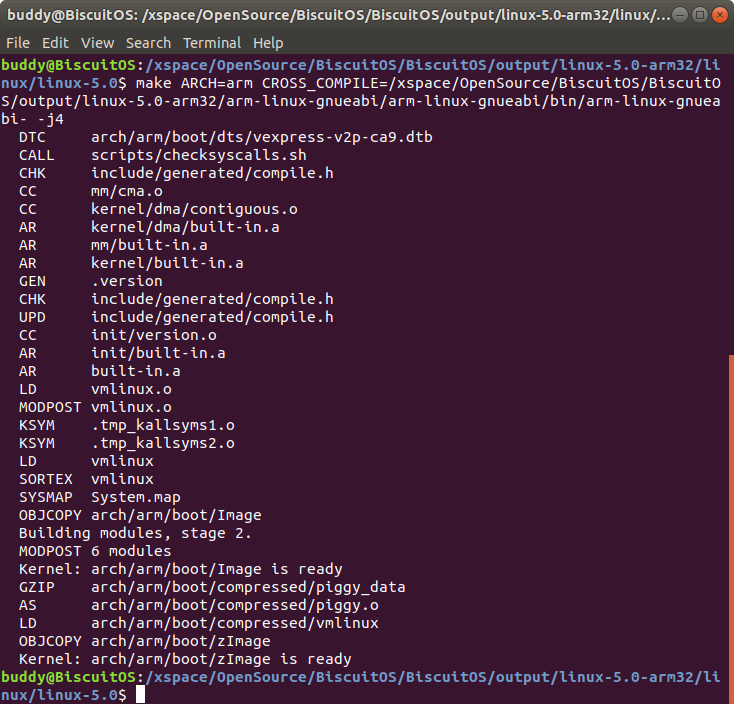 buddy@BiscuitOS: /xspace/OpenSource/BiscuitOS/BiscuitOS/output/linux-5.0-arm32/linux/...
File Edit View Search Terminal Help
buddy@BiscuitOS:/xspace/OpenSource/BiscuitOS/BiscuitOS/output/linux-5.0-arm32/li
nux/linux-5.0$ make ARCH=arm CROSS_COMPILE=/xspace/OpenSource/BiscuitOS/BiscuitO
S/output/linux-5.0-arm32/arm-linux-gnueabi/arm-linux-gnueabi/bin/arm-linux-gnuea
bi- -j4
  DTC     arch/arm/boot/dts/vexpress-v2p-ca9.dtb
  CALL    scripts/checksyscalls.sh
  CHK     include/generated/compile.h
  CC      mm/cma.o
  CC      kernel/dma/contiguous.o
  AR      kernel/dma/built-in.a
  AR      mm/built-in.a
  AR      kernel/built-in.a
  GEN     .version
  CHK     include/generated/compile.h
  UPD     include/generated/compile.h
  CC      init/version.o
  AR      init/built-in.a
  AR      built-in.a
  LD      vmlinux.o
  MODPOST vmlinux.o
  KSYM    .tmp_kallsyms1.o
  KSYM    .tmp_kallsyms2.o
  LD      vmlinux
  SORTEX  vmlinux
  SYSMAP  System.map
  OBJCOPY arch/arm/boot/Image
  Building modules, stage 2.
  MODPOST 6 modules
  Kernel: arch/arm/boot/Image is ready
  GZIP    arch/arm/boot/compressed/piggy_data
  AS      arch/arm/boot/compressed/piggy.o
  LD      arch/arm/boot/compressed/vmlinux
  OBJCOPY arch/arm/boot/zImage
  Kernel: arch/arm/boot/zImage is ready
buddy@BiscuitOS:/xspace/OpenSource/BiscuitOS/BiscuitOS/output/linux-5.0-arm32/li
nux/linux-5.0$